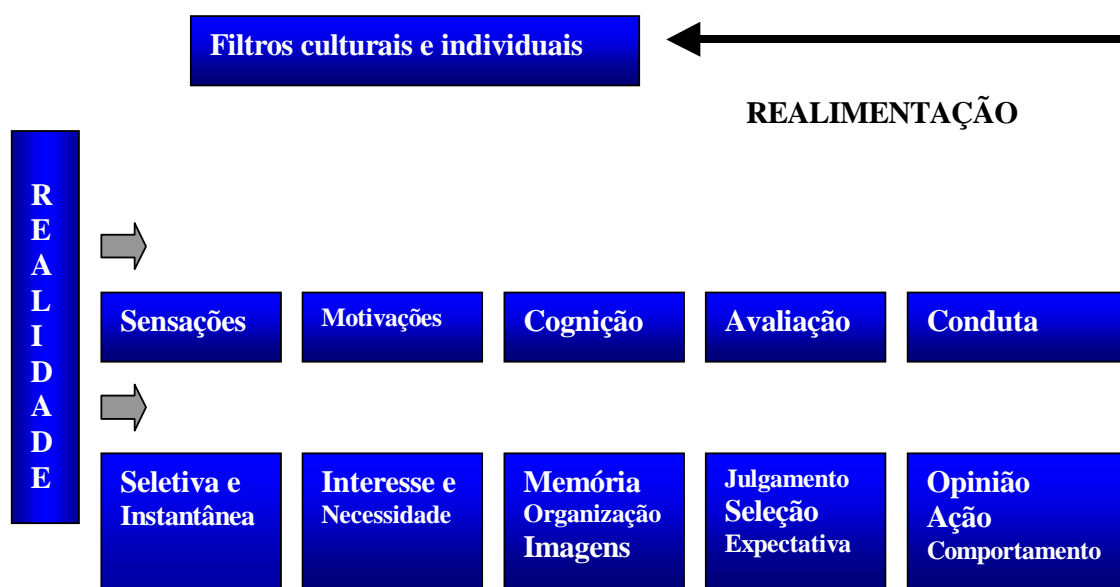 Filtros culturais e individuais
REALIMENTAÇÃO
R
E
A
L
I
D
A
D
E
Sensações
Motivações
Cognição
Avaliação
Conduta
Seletiva e
Instantânea
Interesse e
Necessidade
Memória
Organização
Imagens
Julgamento
Seleção
Expectativa
Opinião
Ação
Comportamento